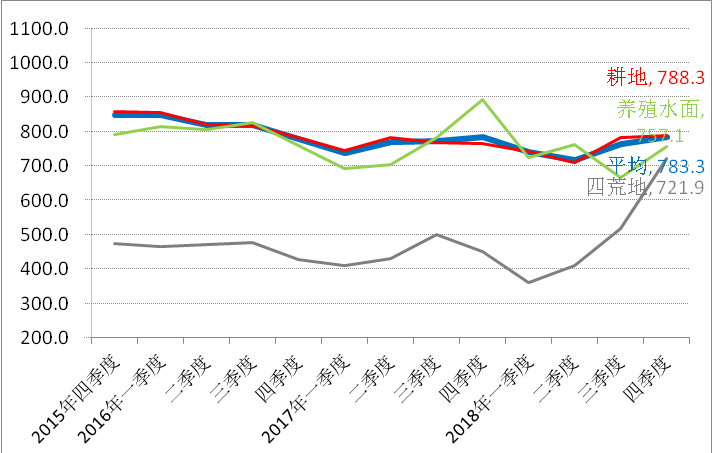 1100.0
1000.0
900.0
800.0
700.0
600.0
500.0
400.0
300.0
200.0
耕地, 788.3
养殖水面,
757.1
平均, 783.3
四荒地, 721.9
2015年四季度
2016年一季度
二季度
三季度
四季度
2017年一季度
二季度
三季度
四季度
2018年一季度
二季度
三季度
四季度